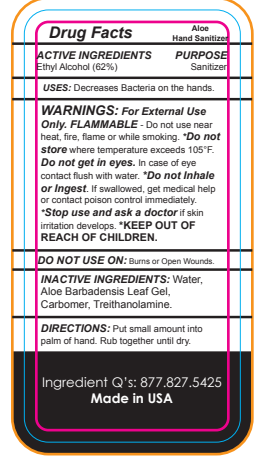 Drug Facts
Aloe
Hand Sanitizer
ACTIVE INGREDIENTS PURPOSE
Ethyl Alcohol (62%) Sanitizer
USES: Decreases Bacteria on the hands.
WARNINGS: For External Use
Only. FLAMMABLE - Do not use near
heat, fire, flame or while smoking. *Do not
store where temperature exceeds 105°F.
Do not get in eyes. In case of eye
contact flush with water. *Do not Inhale
or Ingest. If swallowed, get medical help
or contact poison control immediately.
*Stop use and ask a doctor if skin
irritation develops. *KEEP OUT OF
REACH OF CHILDREN.
DO NOT USE ON: Burns or Open Wounds.
INACTIVE INGREDIENTS: Water,
Aloe Barbadensis Leaf Gel,
Carbomer, Treithanolamine.
DIRECTIONS: Put small amount into
palm of hand. Rub together until dry.
Ingredient Q's: 877.827.5425
Made in USA